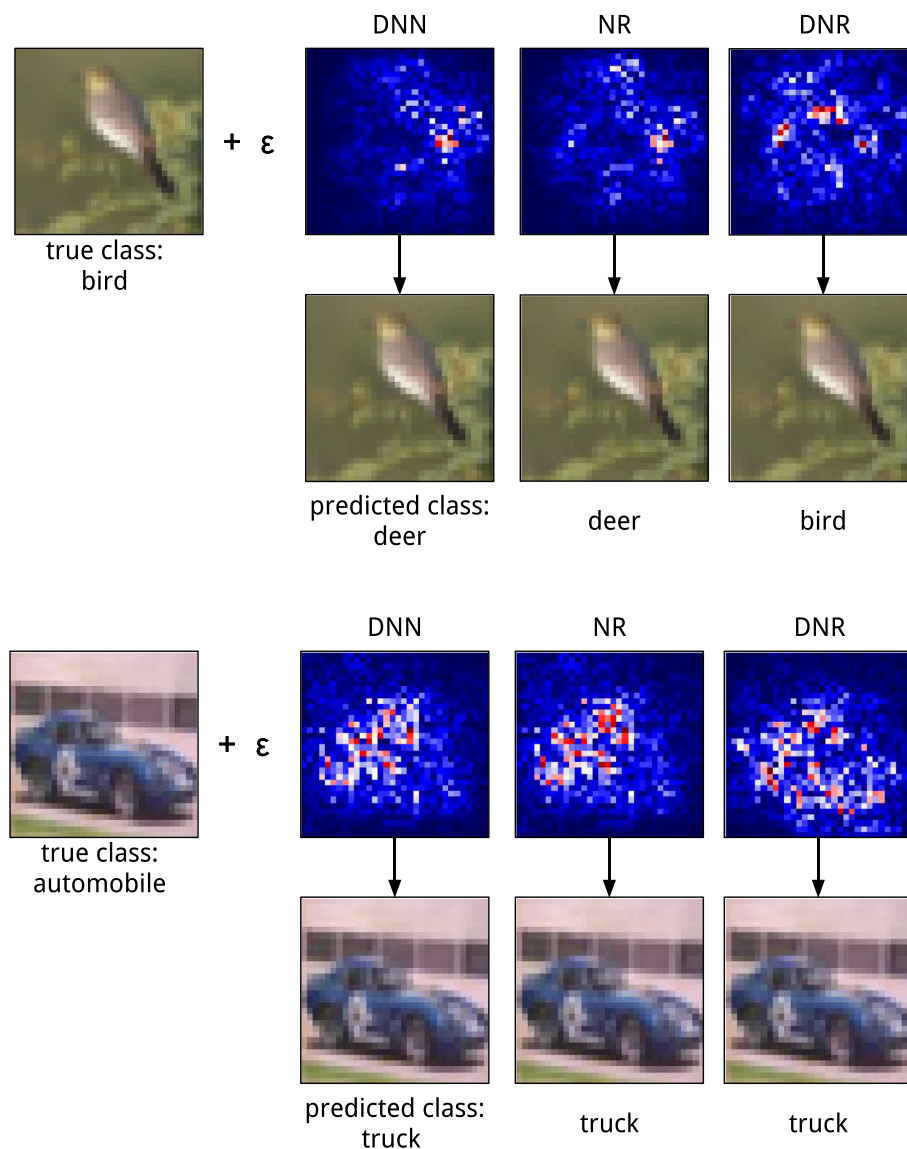 DNN NR DNR
+ ε
true class:
bird
predicted class:
deer
deer
bird
DNN NR DNR
+ ε
true class:
automobile
predicted class:
truck
truck
truck